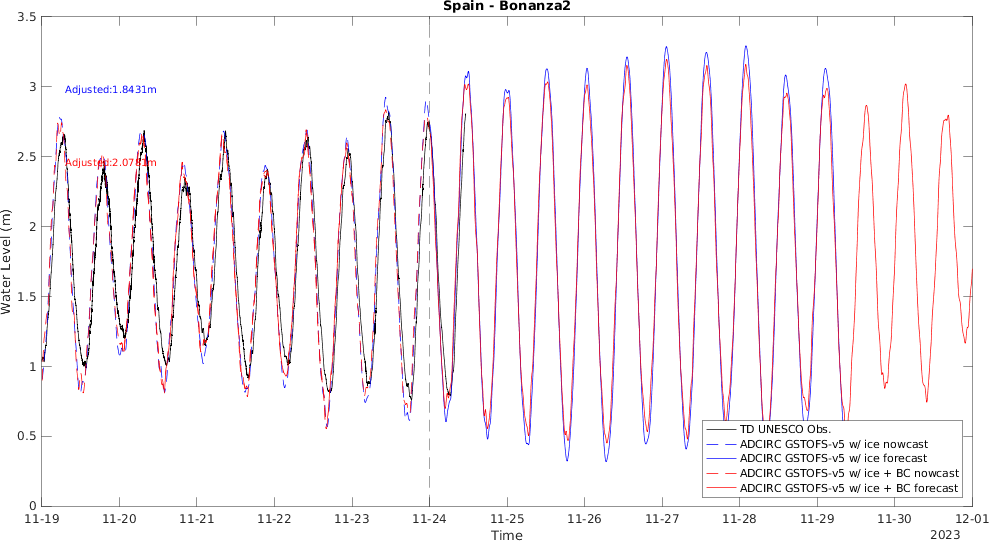 Spain - Bonanza2
3.5
3
2.5
2
1.5
1
0.5
0
Water Level (m)
Adjusted:1.8431m
Adjusted:2.0781m
TD UNESCO Obs.
ADCIRC GSTOFS-v5 w/ ice nowcast
ADCIRC GSTOFS-v5 w/ ice forecast
ADCIRC GSTOFS-v5 w/ ice + BC nowcast
ADCIRC GSTOFS-v5 w/ ice + BC forecast
11-19 11-20 11-21 11-22 11-23 11-24 11-25 11-26 11-27 11-28 11-29 11-30 12-01
Time
2023